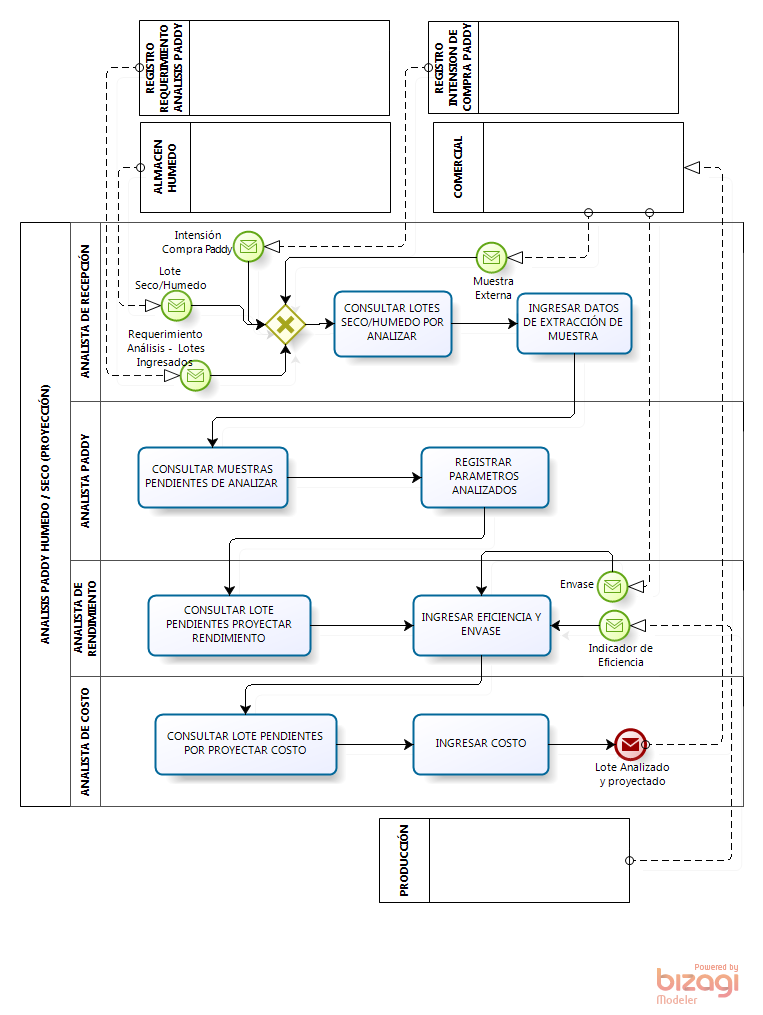 REGISTRO
REQUERIMIENTO
ANALISIS PADDY
REGISTRO
INTENSION DE
COMPRA PADDY
ALMACEN
HUMEDO
COMERCIAL
ANALISIS PADDY HUMEDO / SECO (PROYECCIÓN)
ANALISTA DE RECEPCIÓN
Intensión
Compra Paddy
Lote
Seco/Humedo
Requerimiento
Análisis - Lotes
Ingresados
Muestra
Externa
CONSULTAR LOTES
SECO/HUMEDO POR
ANALIZAR
INGRESAR DATOS
DE EXTRACCIÓN DE
MUESTRA
ANALISTA PADDY
CONSULTAR MUESTRAS
PENDIENTES DE ANALIZAR
REGISTRAR
PARAMETROS
ANALIZADOS
ANALISTA DE
RENDIMIENTO
CONSULTAR LOTE
PENDIENTES PROYECTAR
RENDIMIENTO
INGRESAR EFICIENCIA Y
ENVASE
Envase
Indicador de
Eficiencia
ANALISTA DE COSTO
CONSULTAR LOTE PENDIENTES
POR PROYECTAR COSTO
INGRESAR COSTO
Lote Analizado
y proyectado
PRODUCCIÓN
Powered by
bizagi
Modeler